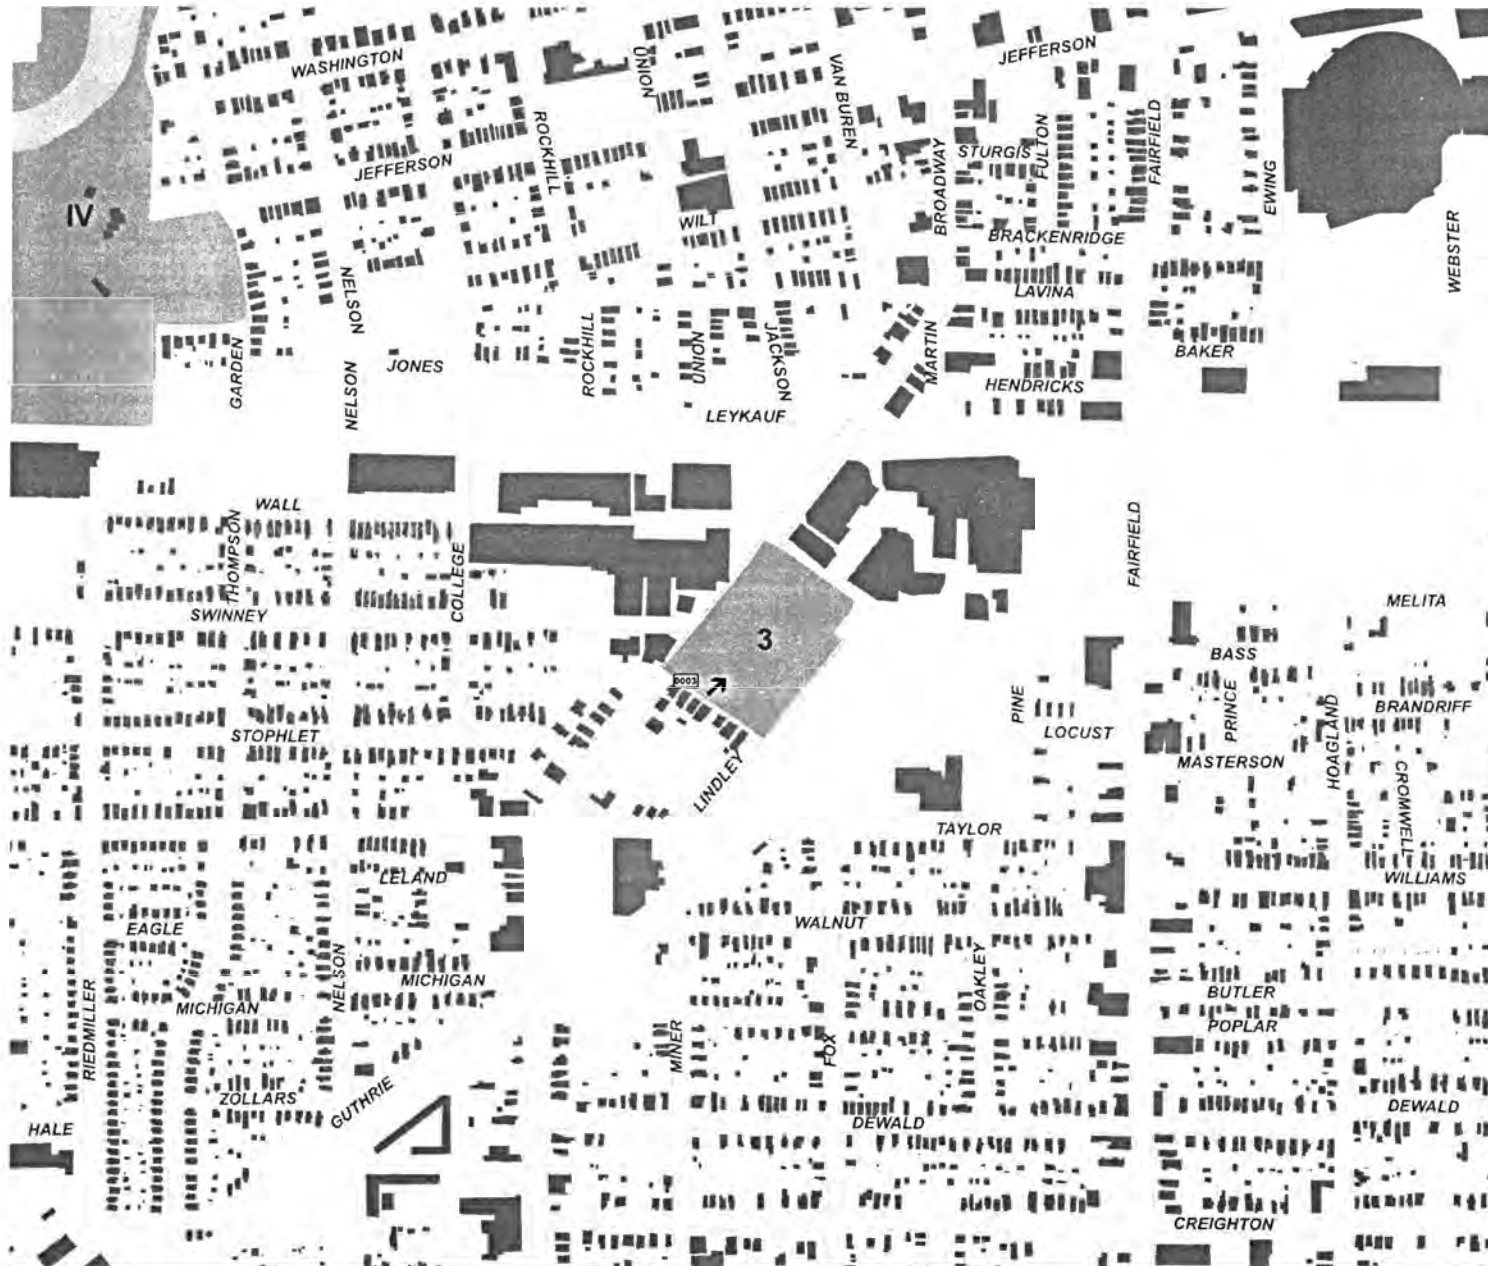 WASHINGTON
UNION
JEFFERSON
VAN BUREN
ROCKHILL
FULTON
FAIRFIELD
STURGIS
JEFFERSON
BROADWAY
EWING
IV
WILT
BRACKENRIDGE
WEBSTER
NELSON
LAVINA
GARDEN
ROCKHILL
UNION
JACKSON
MARTIN
BAKER
NELSON
JONES
HENDRICKS
LEYKAUF
WALL
THOMPSON
COLLEGE
FAIRFIELD
SWINNEY
MELITA
3
BASS
0003
PINE
PRINCE
HOAGLAND
BRANDRIFF
STOPHLET
LOCUST
MASTERSON
LINDLEY
CROMWELL
TAYLOR
LELAND
WILLIAMS
EAGLE
WALNUT
NELSON
MICHIGAN
OAKLEY
RIEDMILLER
MICHIGAN
BUTLER
POPLAR
MINER
FOX
ZOLLARS
GUTHRIE
DEWALD
HALE
DEWALD
CREIGHTON